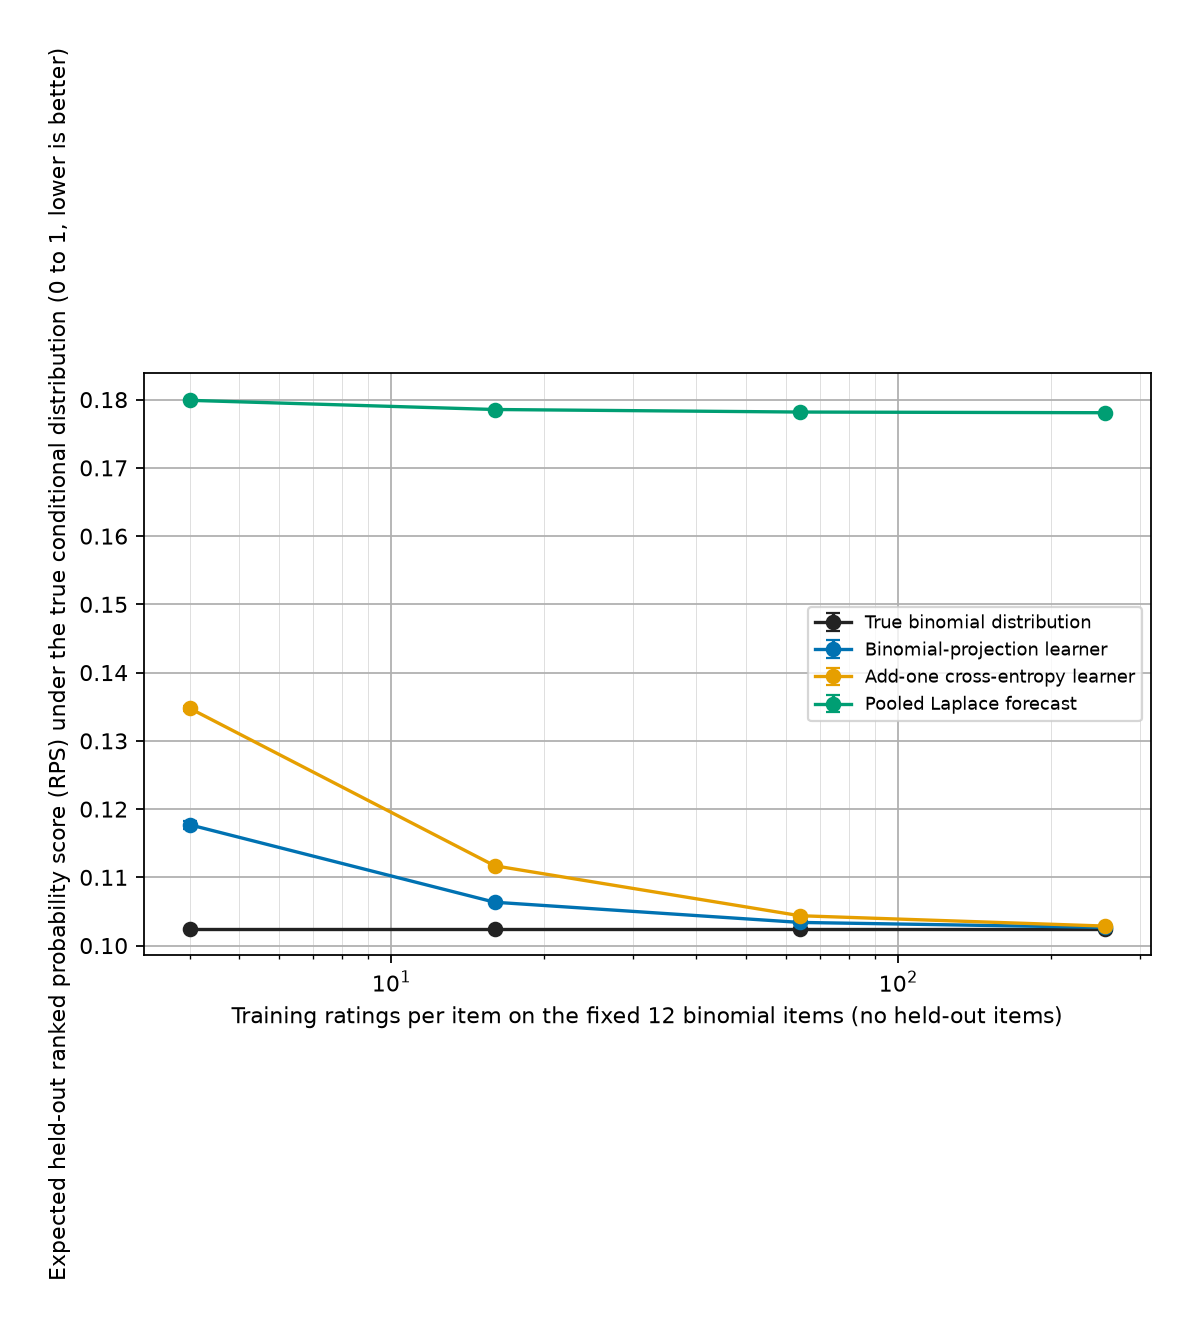 Expected held-out ranked probability score (RPS) under the true conditional distribution (0 to 1, lower is better)
0.18
0.17
0.16
0.15
0.14
0.13
0.12
0.11
0.10
True binomial distribution
Binomial-projection learner
Add-one cross-entropy learner
Pooled Laplace forecast
10¹
10²
Training ratings per item on the fixed 12 binomial items (no held-out items)